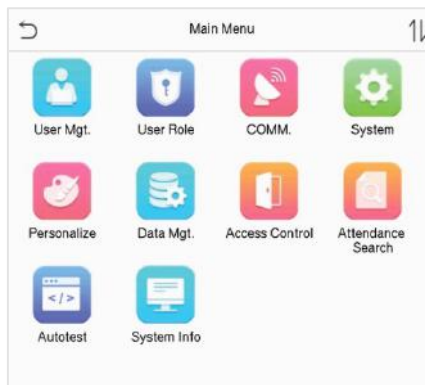 Main Menu
User Mgt.
User Role
COMM.
System
Personalize
Data Mgt.
Access Control
Attendance
Search
Autotest
</>
System Info